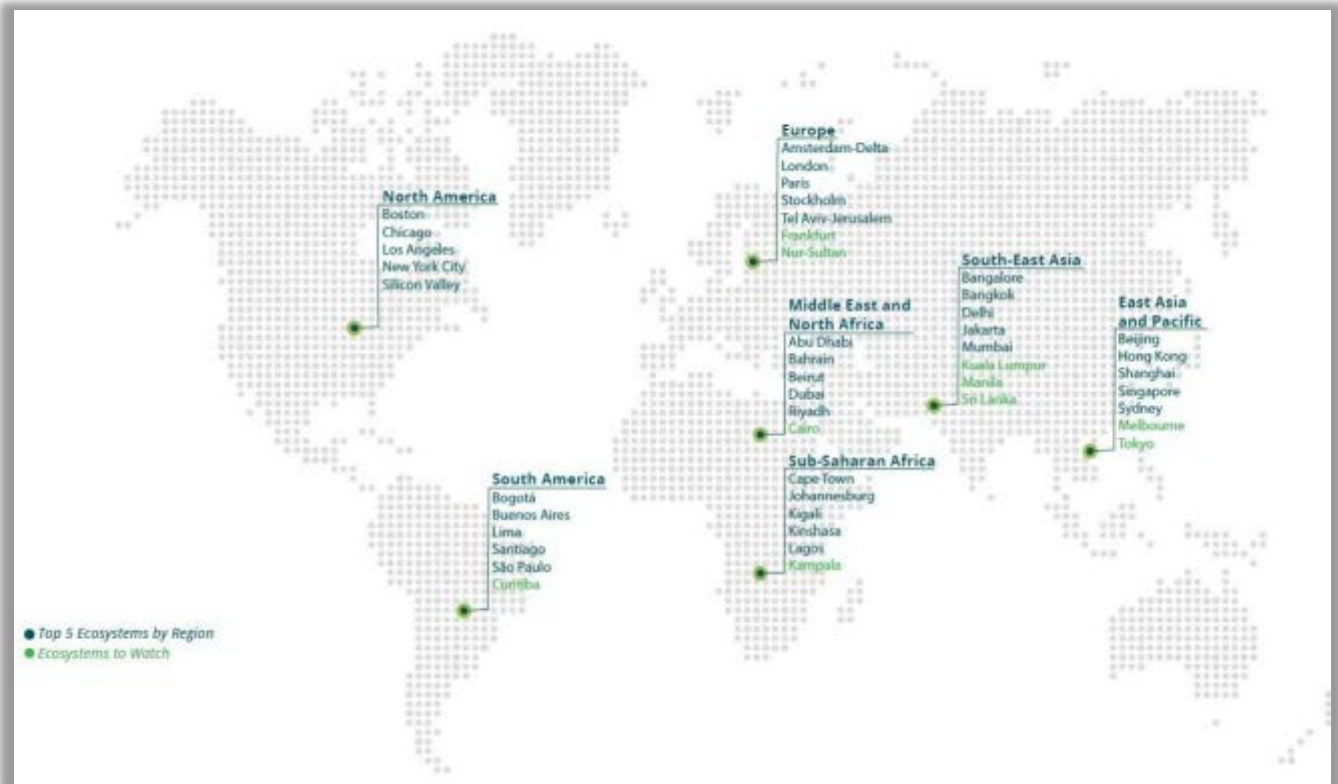 North America
Boston
Chicago
Los Angeles
New York City
Silicon Valley
Europe
Amsterdam-Delta
London
Paris
Stockholm
Tel Aviv-Jerusalem
Frankfurt
Nur-Sultan
Middle East and
North Africa
Abu Dhabi
Bahrain
Beirut
Dubai
Riyadh
Cairo
South-East Asia
Bangalore
Bangkok
Delhi
Jakarta
Mumbai
Kuala Lumpur
Manila
Sri Lanka
East Asia
and Pacific
Beijing
Hong Kong
Shanghai
Singapore
Sydney
Melbourne
Tokyo
South America
Bogotá
Buenos Aires
Lima
Santiago
São Paulo
Curitiba
Sub-Saharan Africa
Cape Town
Johannesburg
Kigali
Kinshasa
Lagos
Kampala
Top 5 Ecosystems by Region
Ecosystems to Watch